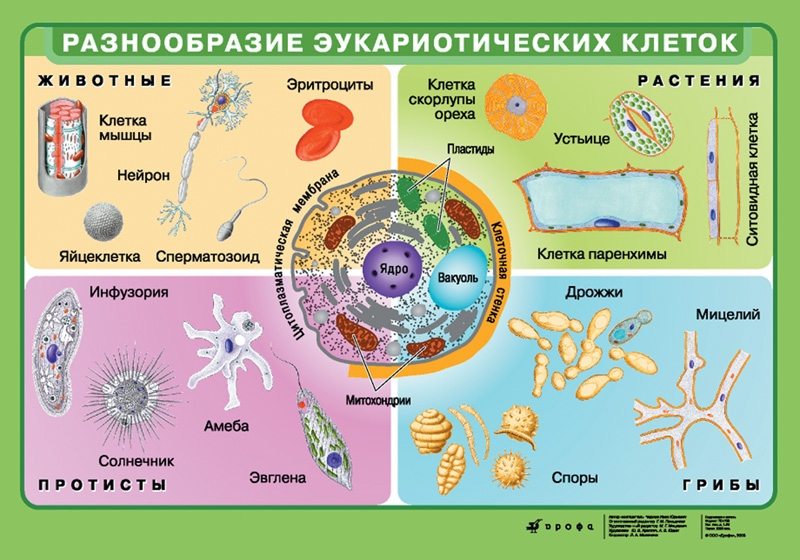 РАЗНООБРАЗИЕ ЭУКАРИОТИЧЕСКИХ КЛЕТОК
ЖИВОТНЫЕ
Клетка
мышцы
Нейрон
Эритроциты
Яйцеклетка
Сперматозоид
РАСТЕНИЯ
Клетка
скорлупы
ореха
Устьице
Ситовидная клетка
Клетка паренхимы
Пластиды
Цитоплазматическая мембрана
Клеточная стенка
Ядро
Вакуоль
Митохондрии
Инфузория
Амеба
Солнечник
Эвглена
ПРОТИСТЫ
Дрожжи
Мицелий
Споры
ГРИБЫ
дрофа